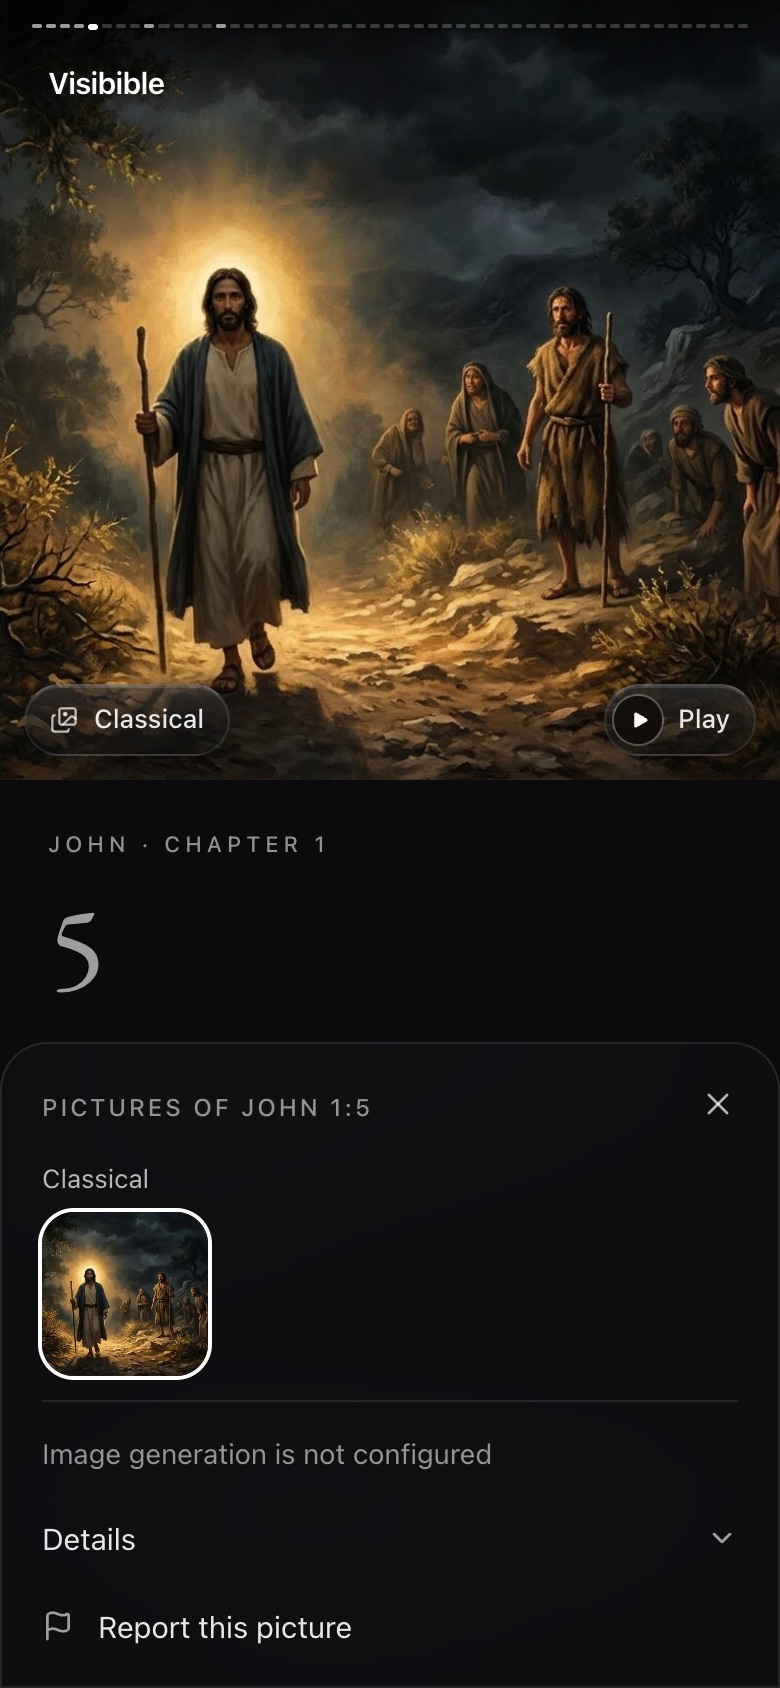 Visibible
Classical
Play
JOHN · CHAPTER 1
5
PICTURES OF JOHN 1:5
Classical
Image generation is not configured
Details
Report this picture